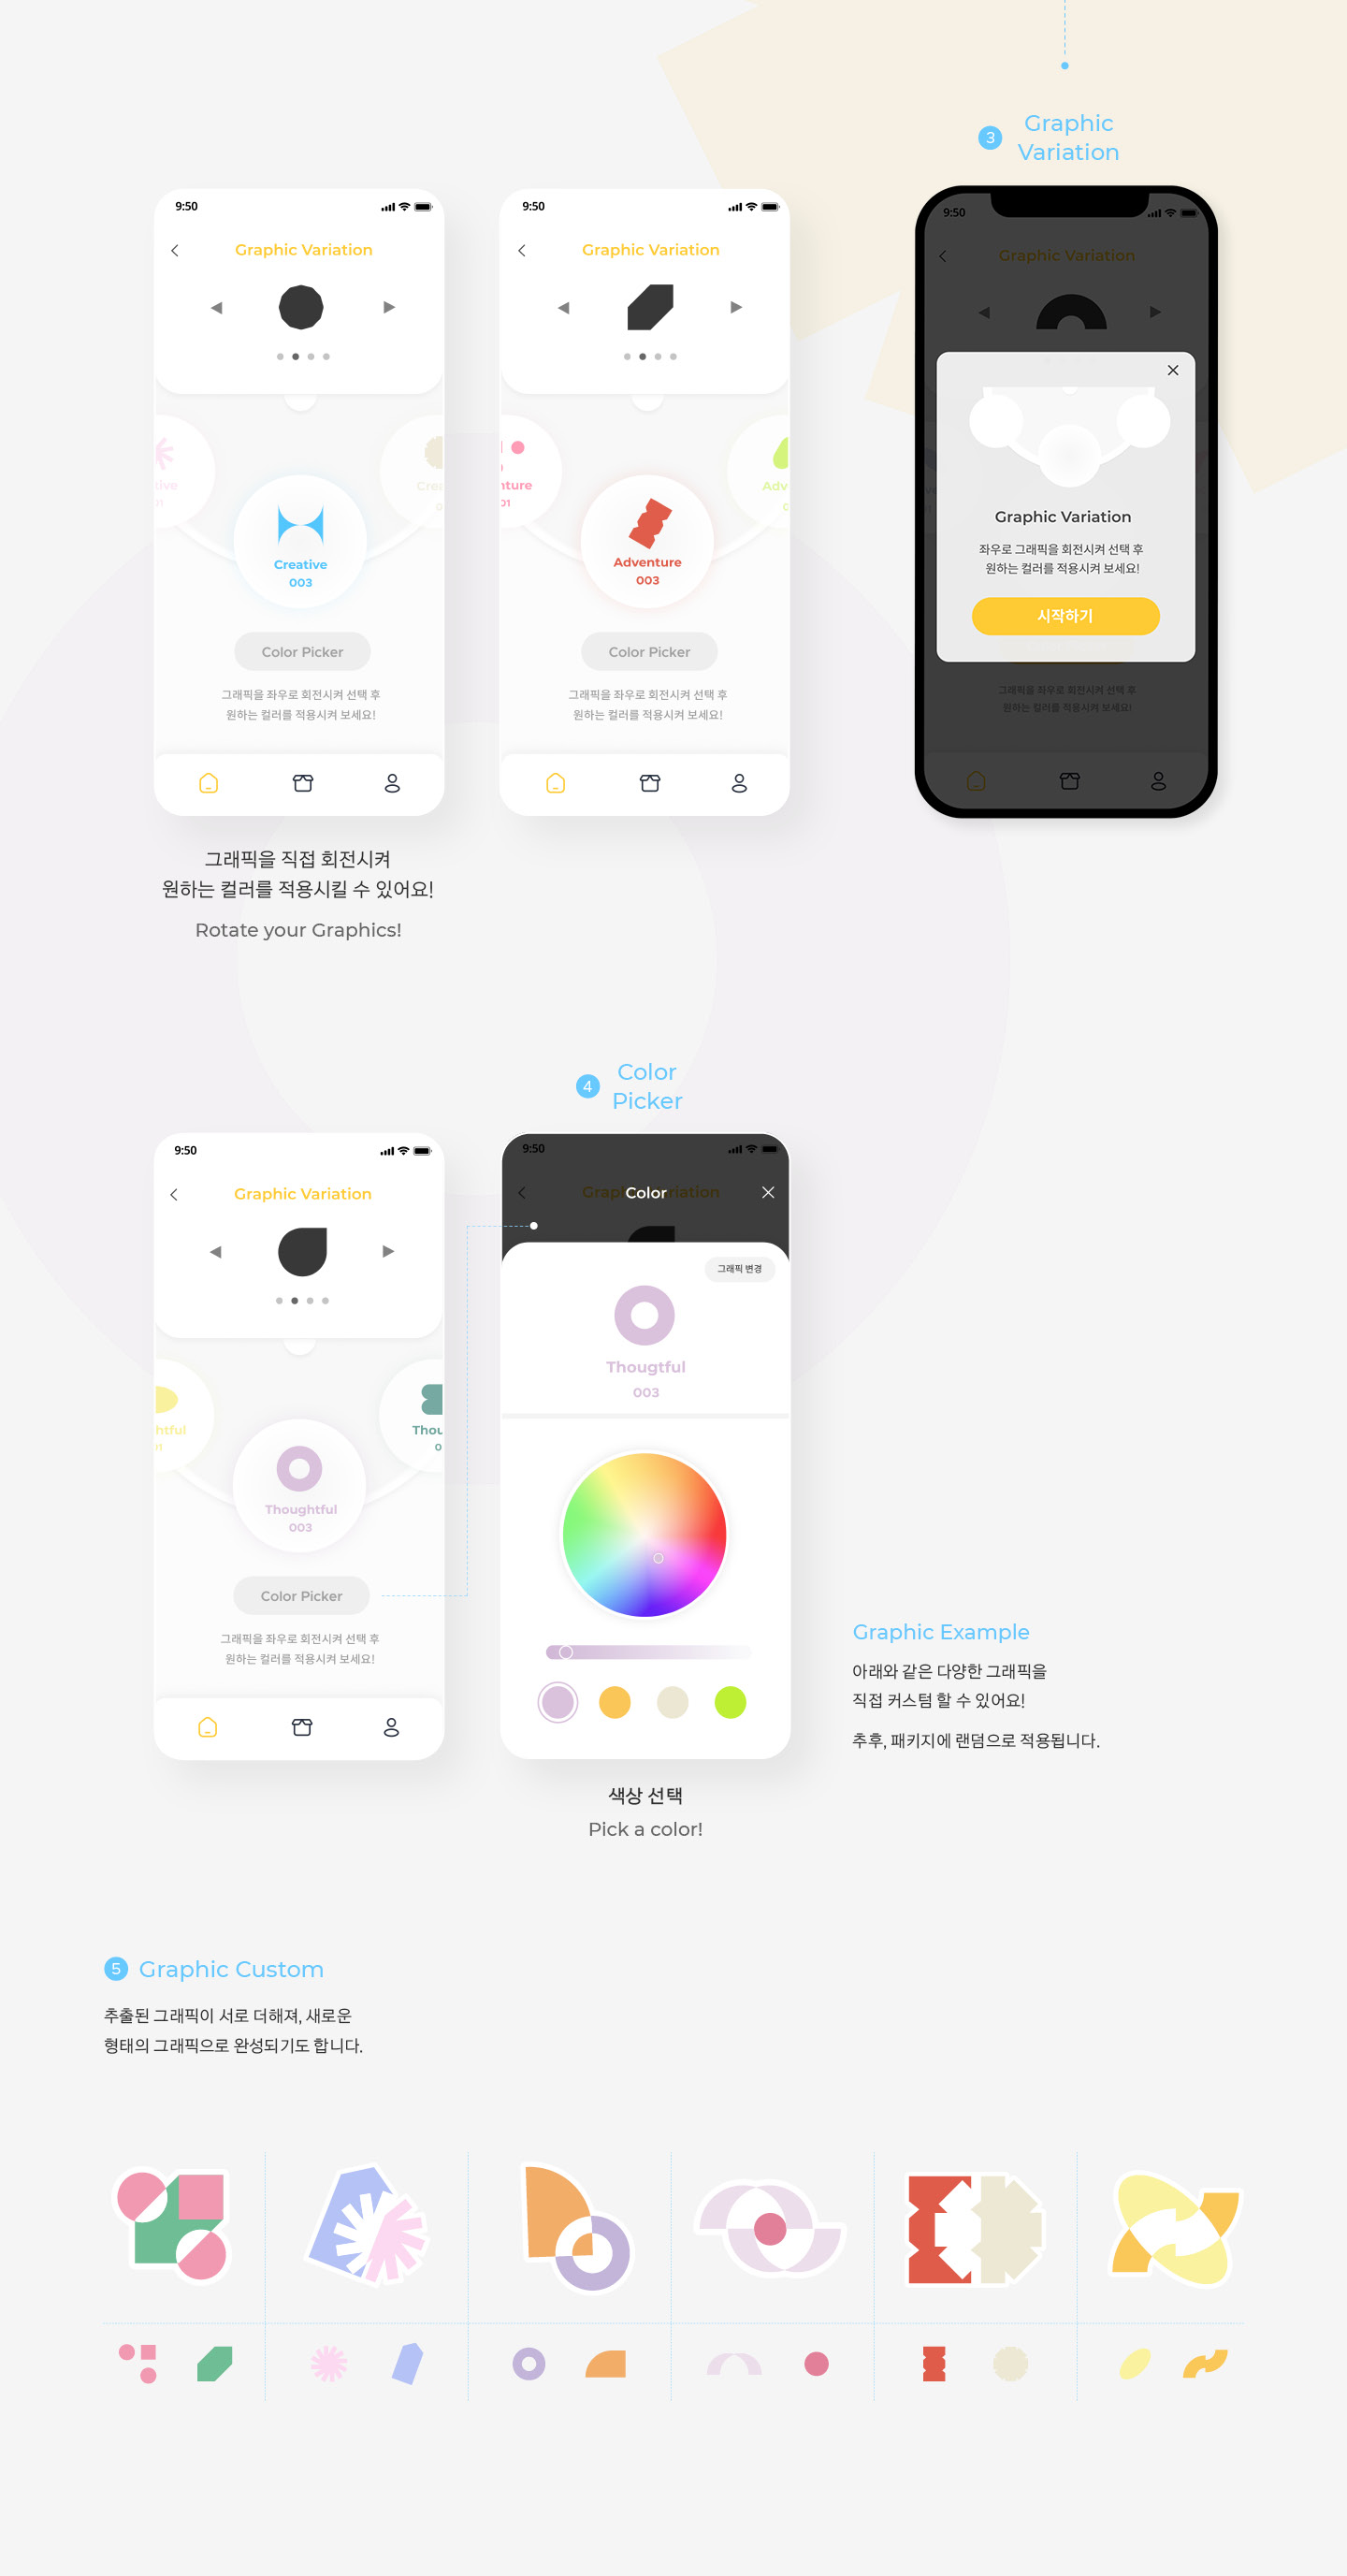 3
Graphic
Variation
9:50
Graphic Variation
Creative
003
Color Picker
그래픽을 좌우로 회전시켜 선택 후
원하는 컬러를 적용시켜 보세요!
9:50
Graphic Variation
Adventure
003
Color Picker
그래픽을 좌우로 회전시켜 선택 후
원하는 컬러를 적용시켜 보세요!
9:50
Graphic Variation
Graphic Variation
좌우로 그래픽을 회전시켜 선택 후
원하는 컬러를 적용시켜 보세요!
시작하기
그래픽을 좌우로 회전시켜 선택 후
원하는 컬러를 적용시켜 보세요!
그래픽을 직접 회전시켜
원하는 컬러를 적용시킬 수 있어요!
Rotate your Graphics!
4
Color
Picker
9:50
Graphic Variation
Thoughtful
003
Color Picker
그래픽을 좌우로 회전시켜 선택 후
원하는 컬러를 적용시켜 보세요!
9:50
Color
그래픽 변경
Thougtful
003
색상 선택
Pick a color!
Graphic Example
아래와 같은 다양한 그래픽을
직접 커스텀 할 수 있어요!
추후, 패키지에 랜덤으로 적용됩니다.
5 Graphic Custom
추출된 그래픽이 서로 더해져, 새로운
형태의 그래픽으로 완성되기도 합니다.